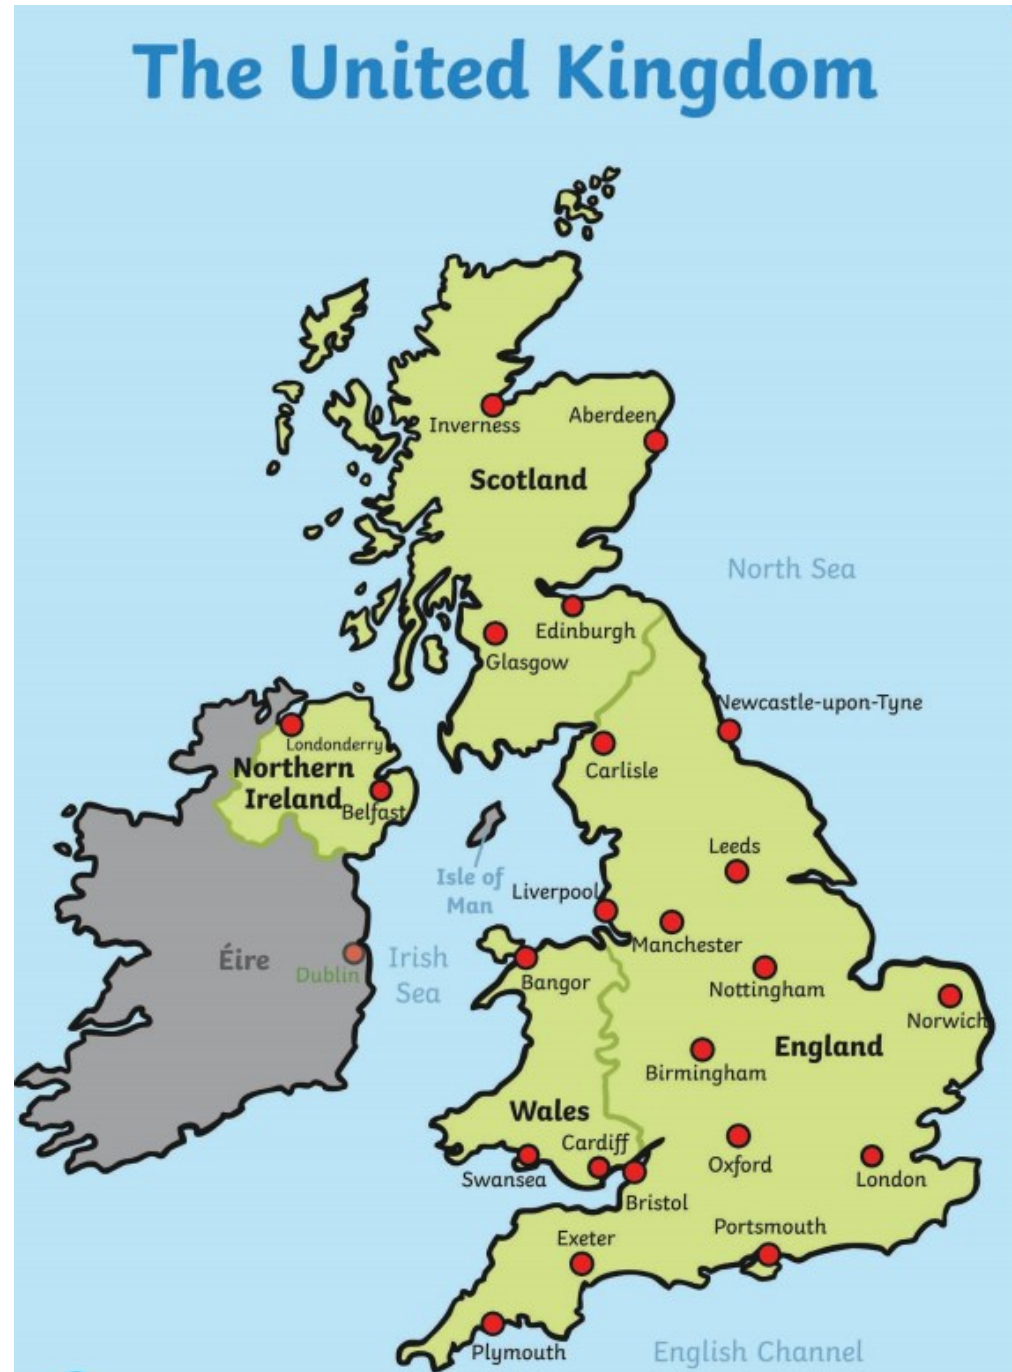 The United Kingdom
Inverness
Aberdeen
Scotland
North Sea
Edinburgh
Glasgow
Newcastle-upon-Tyne
Londonderry
Northern
Ireland
Belfast
Carlisle
Isle of
Man
Leeds
Liverpool
Manchester
Éire
Dublin
Irish
Sea
Bangor
Nottingham
Norwich
England
Birmingham
Wales
Cardiff
Swansea
Oxford
London
Bristol
Portsmouth
Exeter
Plymouth
English Channel